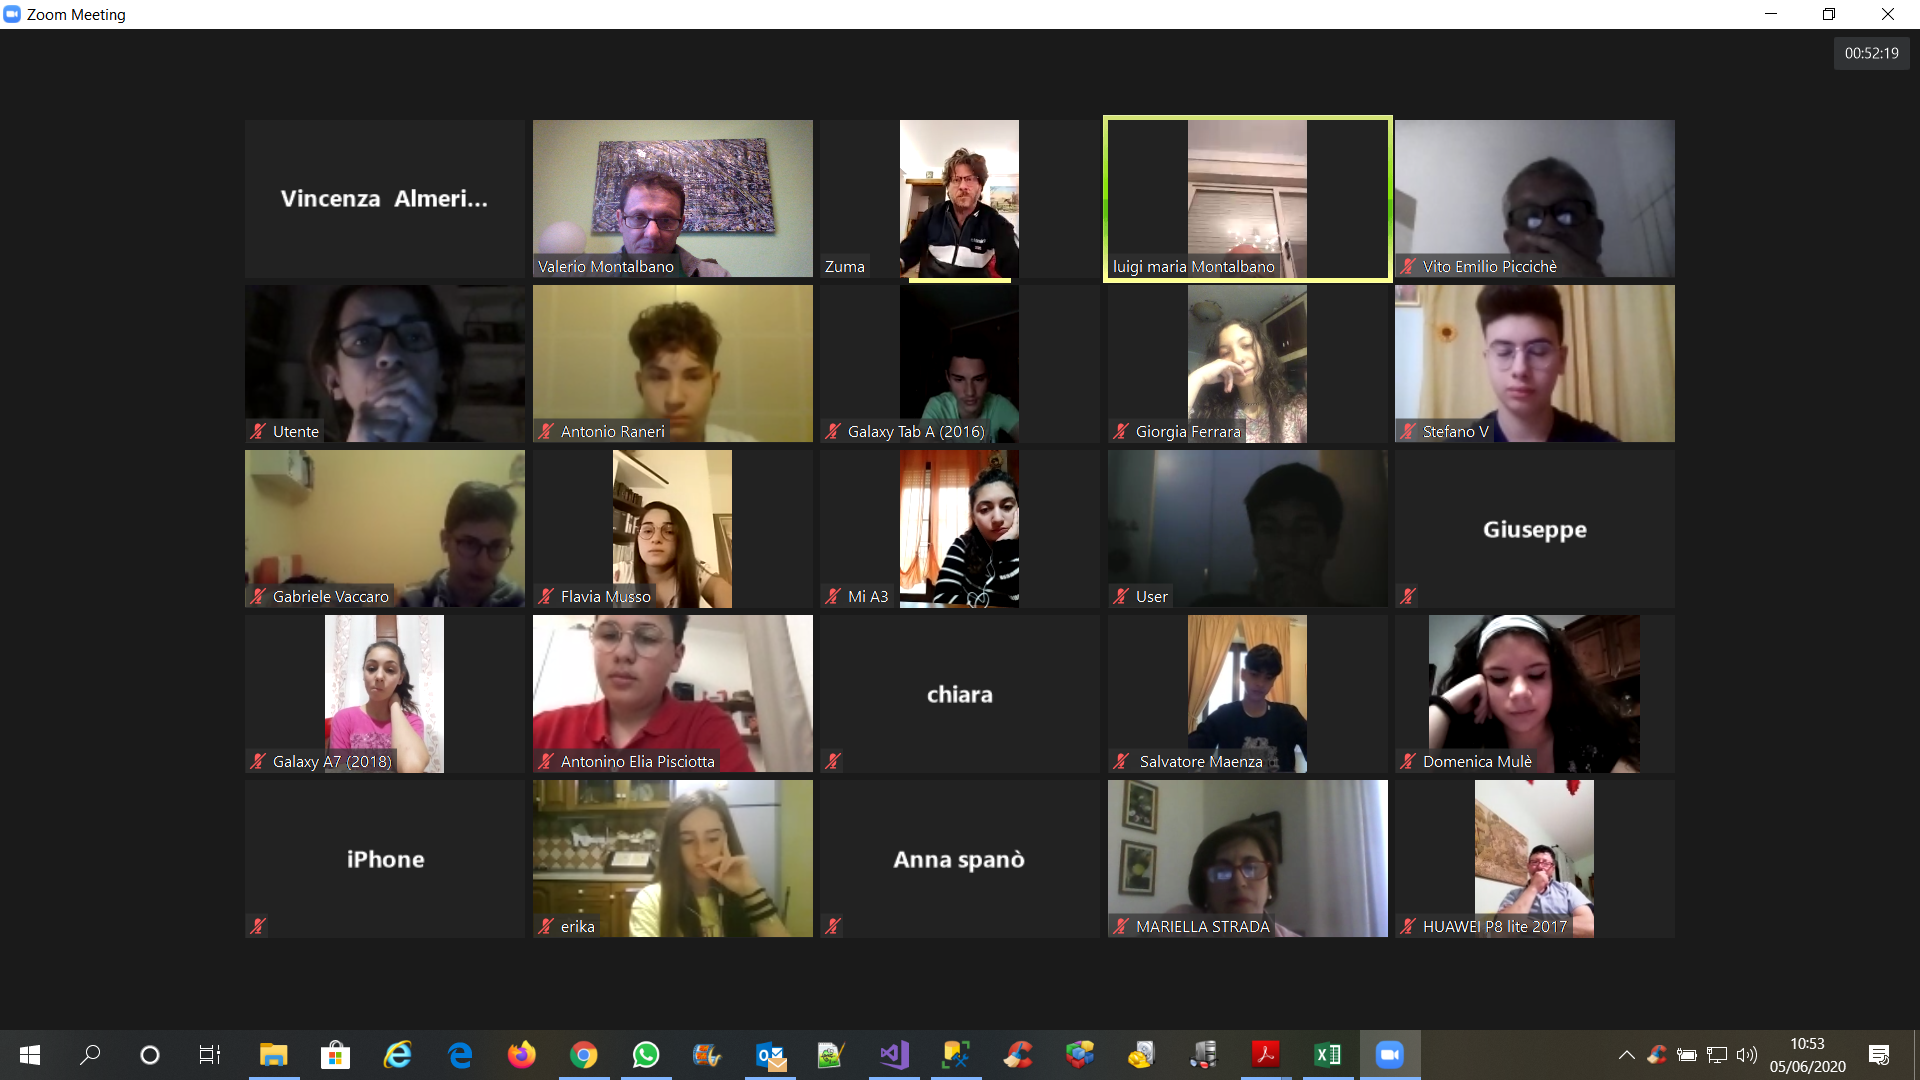 Zoom Meeting
00:52:19
Vincenza Almeri...
Valerio Montalbano
Zuma
luigi maria Montalbano
Vito Emilio Piccichè
Utente
Antonio Raneri
Galaxy Tab A (2016)
Giorgia Ferrara
Stefano V
Gabriele Vaccaro
Flavia Musso
Mi A3
User
Giuseppe
Galaxy A7 (2018)
Antonino Elia Pisciotta
chiara
Salvatore Maenza
Domenica Mulè
iPhone
erika
Anna spanò
MARIELLA STRADA
HUAWEI P8 lite 2017
10:53
05/06/2020